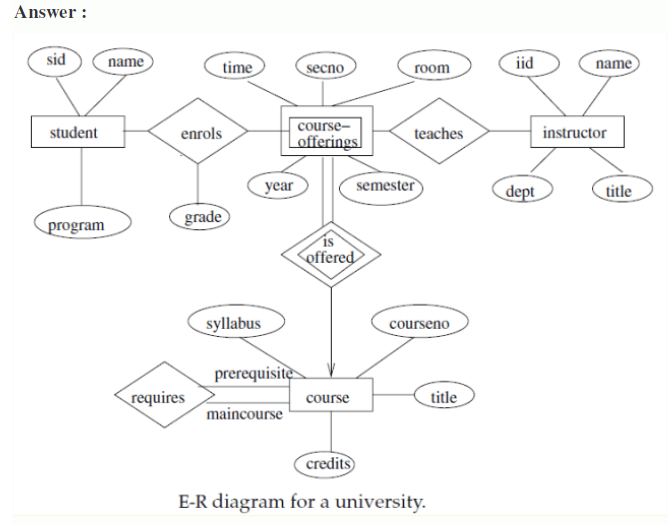 Answer :
sid
name
time
secno
room
iid
name
student
enrols
course–
offerings
teaches
instructor
year
semester
dept
title
program
grade
is
offered
syllabus
courseno
prerequisite
requires
maincourse
course
title
credits
E-R diagram for a university.